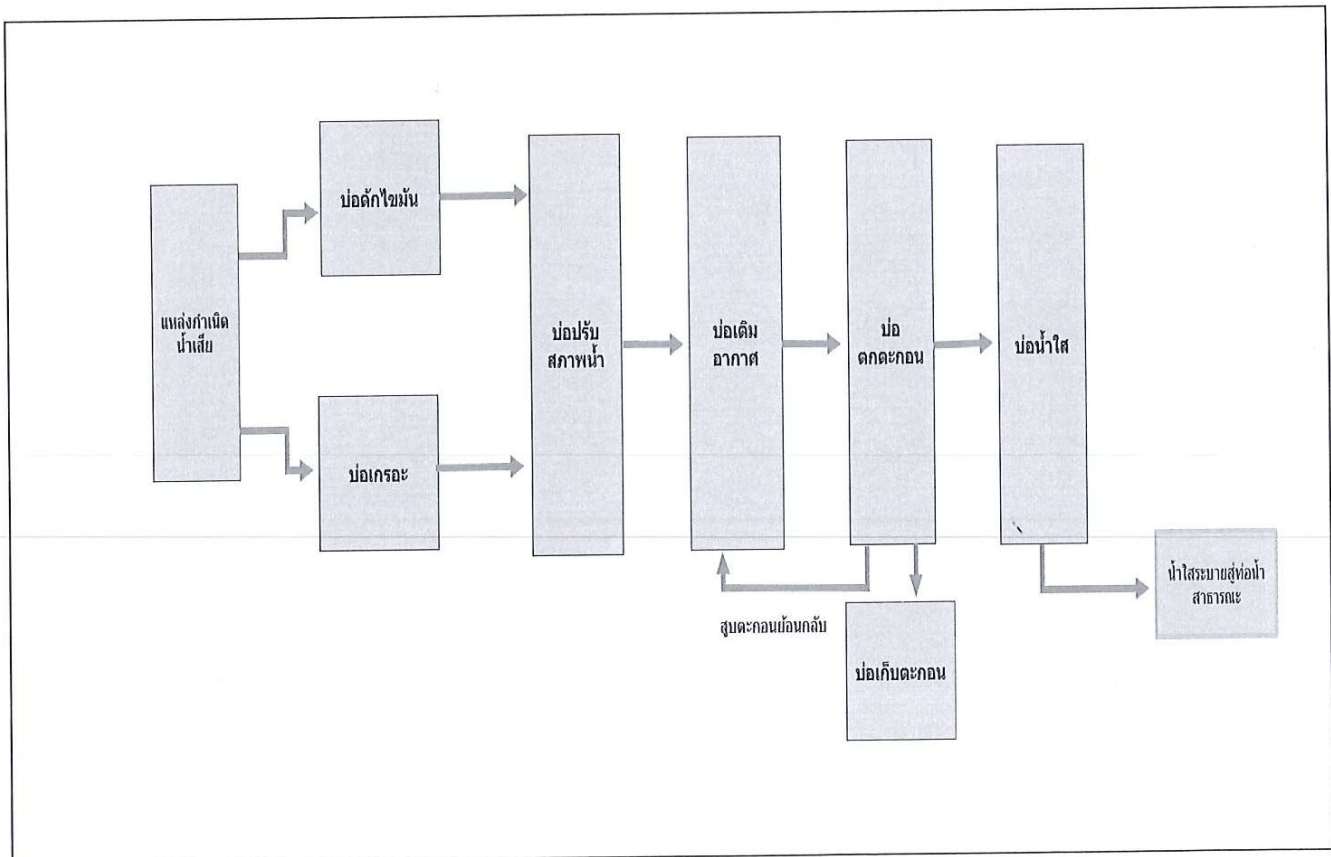 แหล่งกำเนิด
น้ำเสีย
บ่อดักไขมัน
บ่อเกรอะ
บ่อปรับ
สภาพน้ำ
บ่อเติม
อากาศ
บ่อ
ตกตะกอน
บ่อน้ำใส
สูบตะกอนย้อนกลับ
บ่อเก็บตะกอน
น้ำใสระบายสู่ท่อน้ำ
สาธารณะ